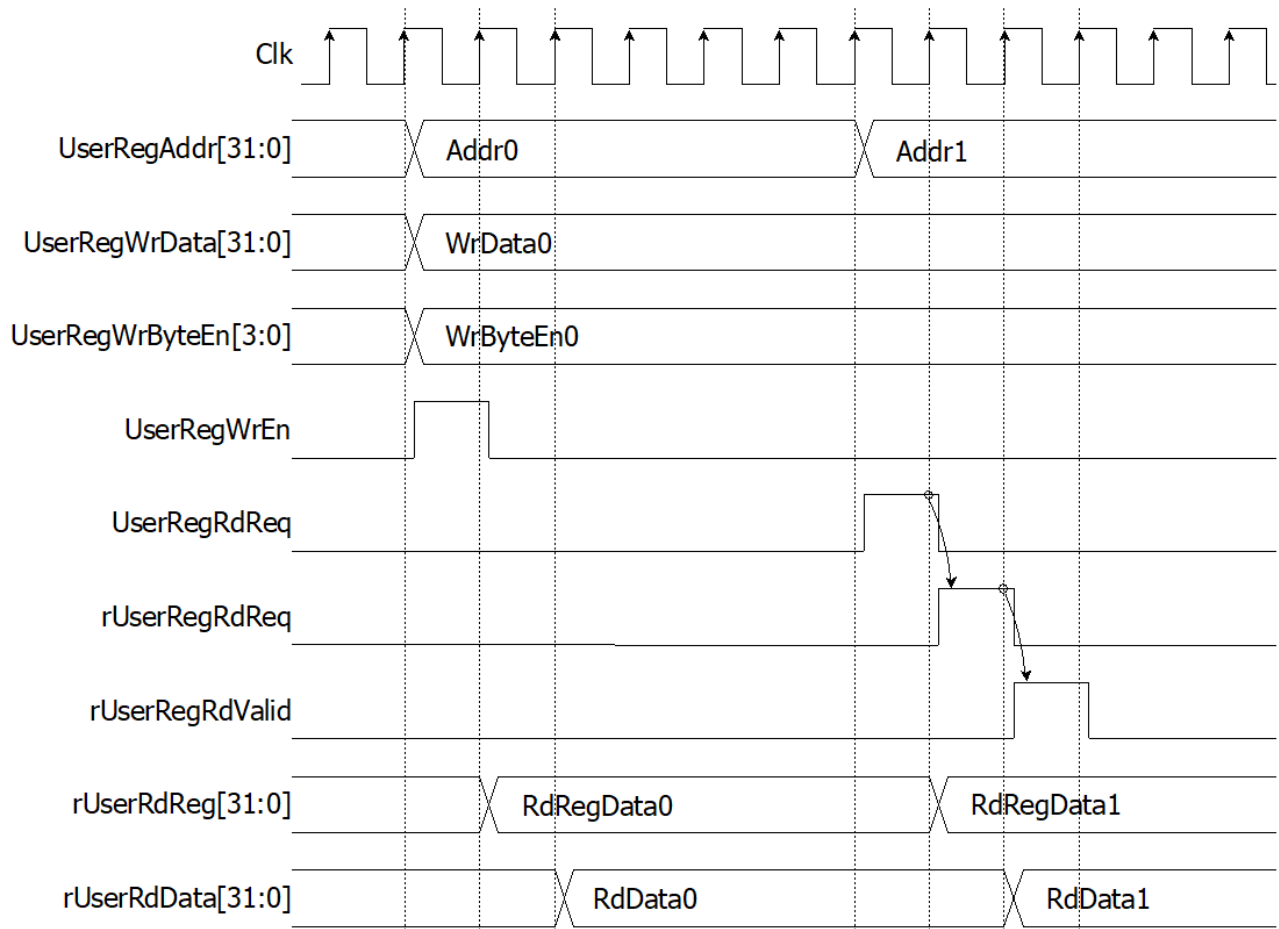 Clk
UserRegAddr[31:0] Addr0 Addr1
UserRegWrData[31:0] WrData0
UserRegWrByteEn[3:0] WrByteEn0
UserRegWrEn
UserRegRdReq
rUserRegRdReq
rUserRegRdValid
rUserRdReg[31:0] RdRegData0 RdRegData1
rUserRdData[31:0] RdData0 RdData1